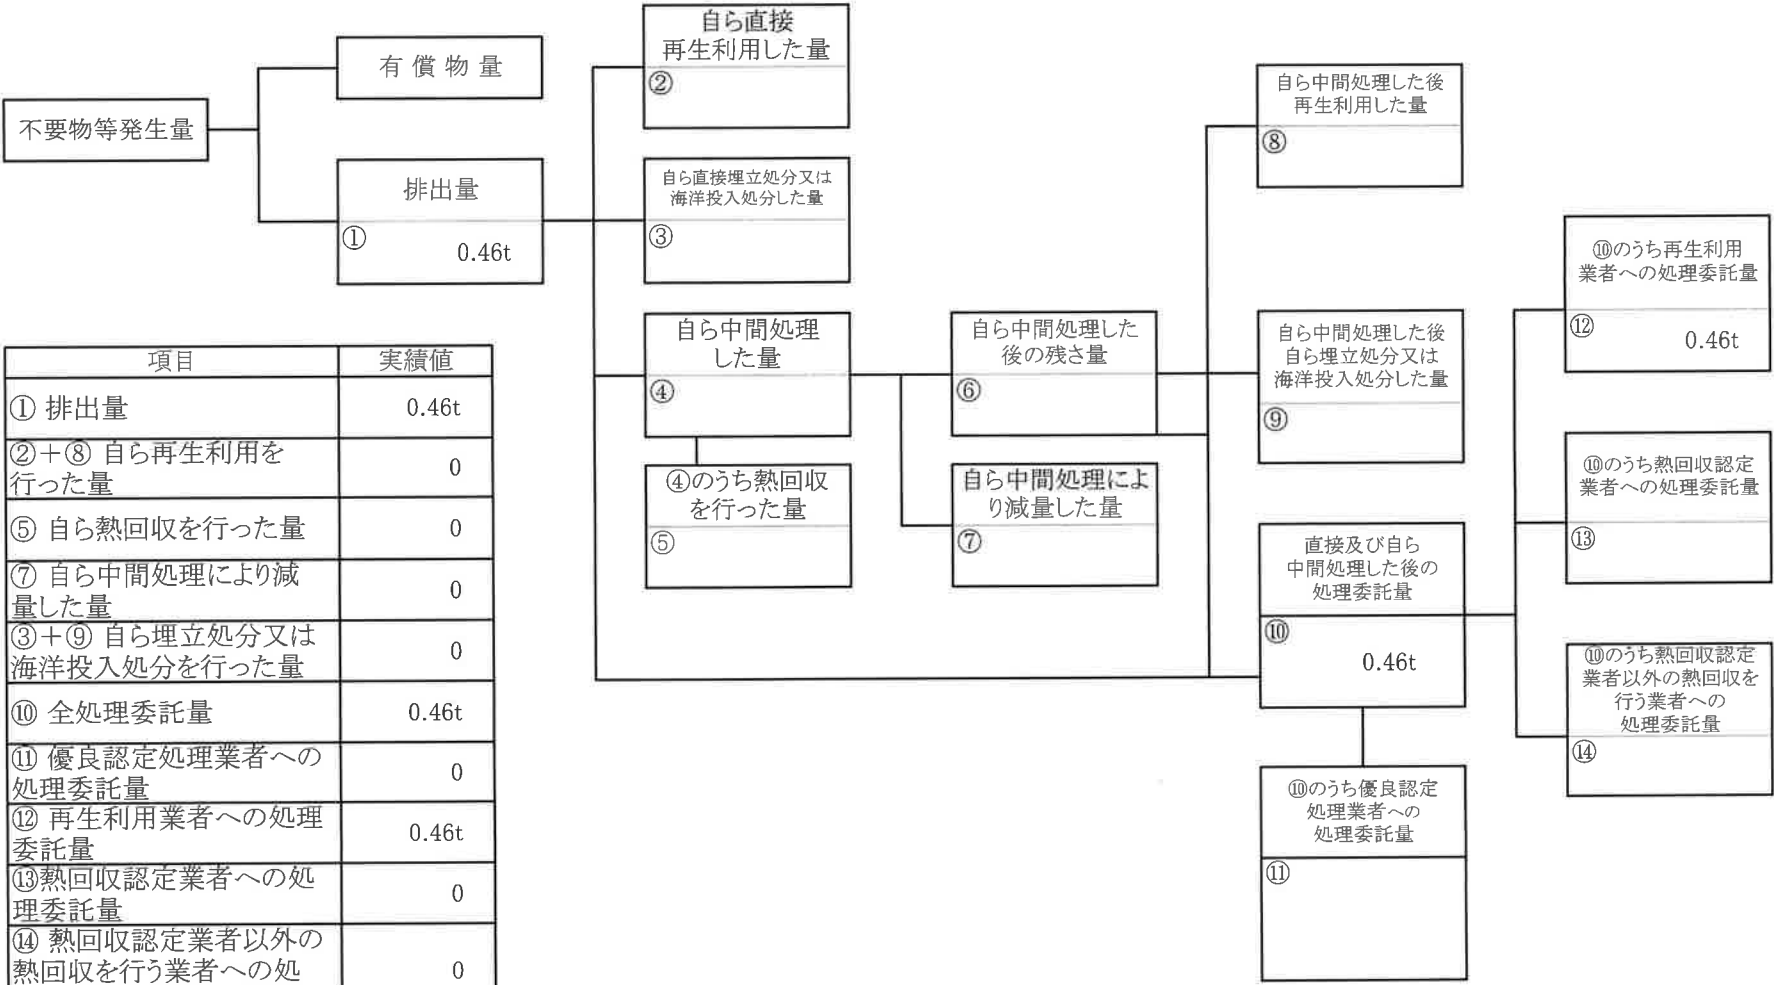 不要物等発生量
有償物量
排出量
①
0.46t
自ら直接
再生利用した量
②
自ら直接埋立処分又は
海洋投入処分した量
③
自ら中間処理
した量
④
④のうち熱回収
を行った量
⑤
自ら中間処理した
後の残さ量
⑥
自ら中間処理によ
り減量した量
⑦
自ら中間処理した後
再生利用した量
⑧
自ら中間処理した後
自ら埋立処分又は
海洋投入処分した量
⑨
直接及び自ら
中間処理した後の
処理委託量
⑩
0.46t
⑩のうち優良認定
処理業者への
処理委託量
⑪
⑩のうち再生利用
業者への処理委託量
⑫
0.46t
⑩のうち熱回収認定
業者への処理委託量
⑬
⑩のうち熱回収認定
業者以外の熱回収を
行う業者への
処理委託量
⑭
項目 実績値
① 排出量 0.46t
②＋⑧ 自ら再生利用を
行った量 0
⑤ 自ら熱回収を行った量 0
⑦ 自ら中間処理により減
量した量 0
③＋⑨ 自ら埋立処分又は
海洋投入処分を行った量 0
⑩ 全処理委託量 0.46t
⑪ 優良認定処理業者への
処理委託量 0
⑫ 再生利用業者への処理
委託量 0.46t
⑬熱回収認定業者への処
理委託量 0
⑭ 熱回収認定業者以外の
熱回収を行う業者への処 0